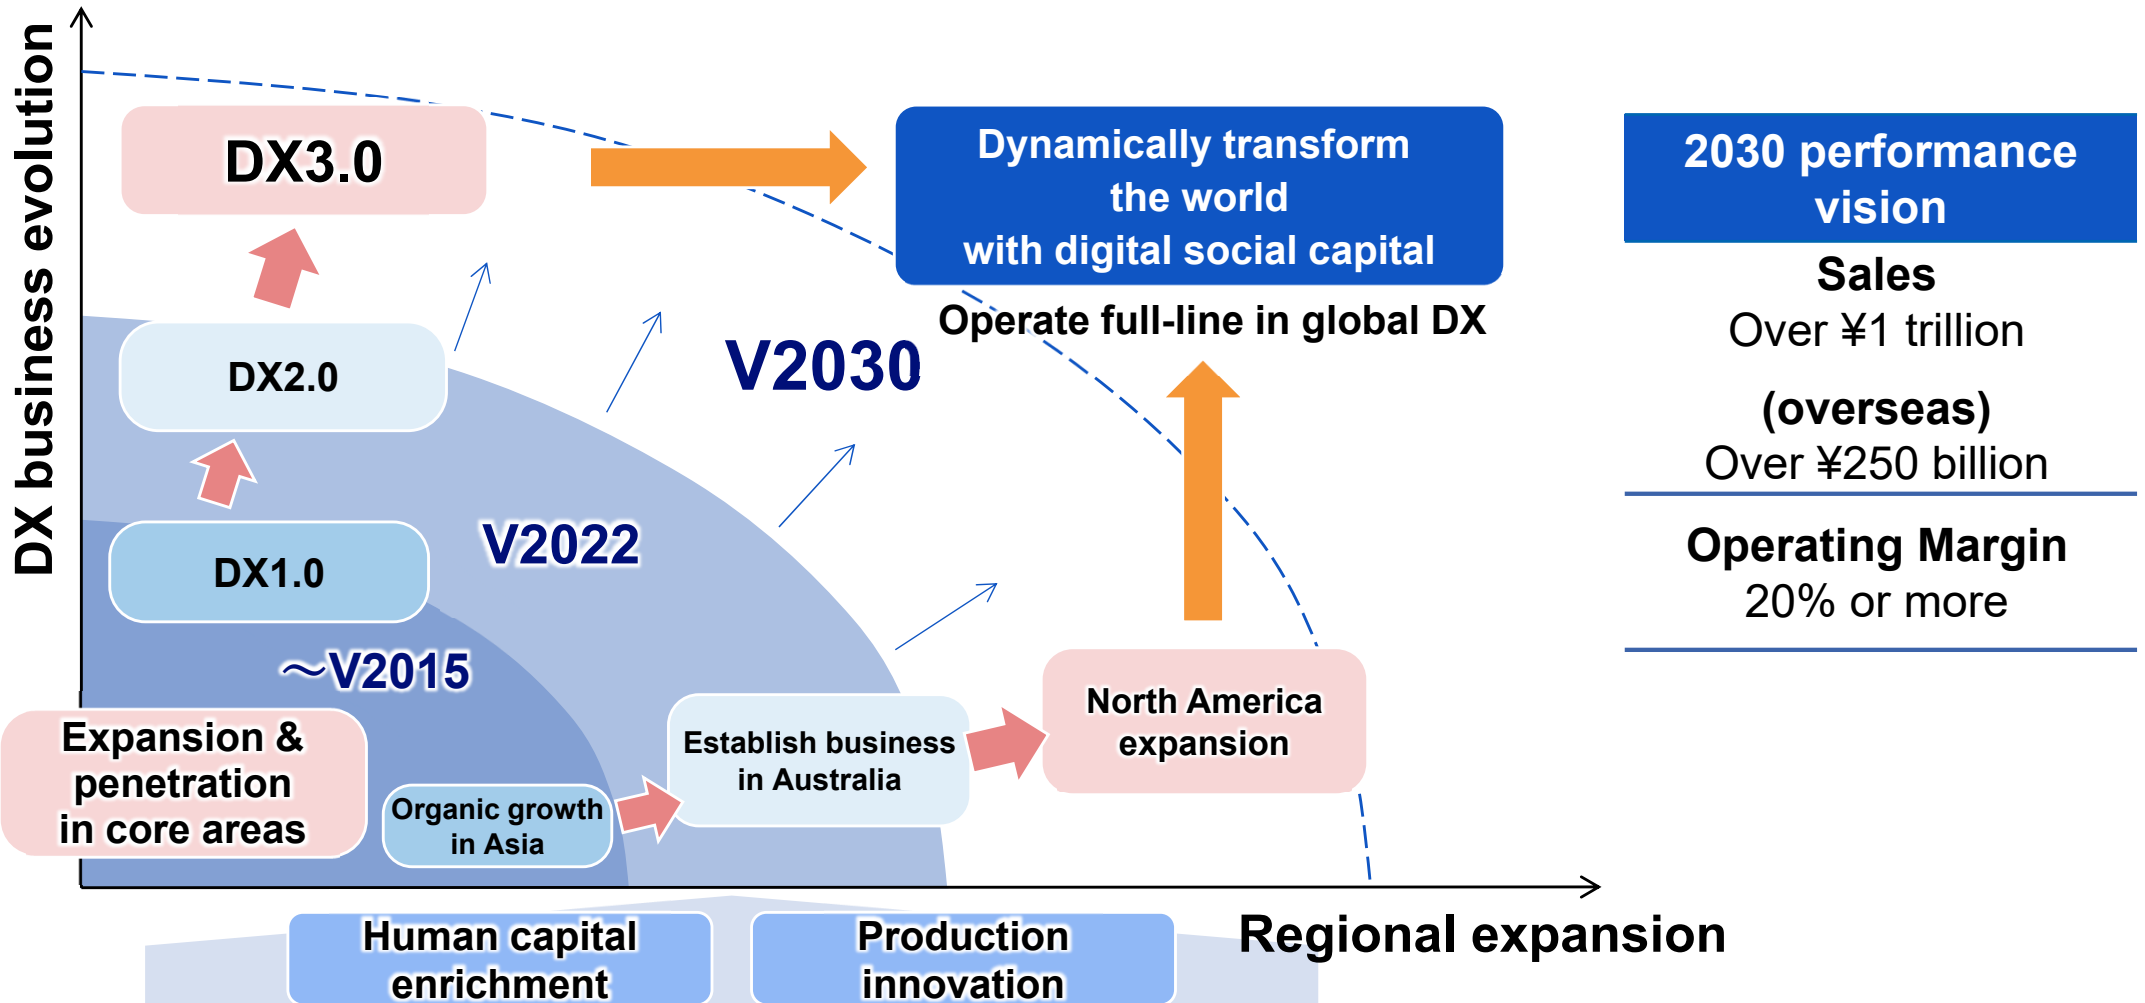 DX business evolution
DX3.0
Dynamically transform
the world
with digital social capital
Operate full-line in global DX
2030 performance
vision
Sales
Over ¥1 trillion
(overseas)
Over ¥250 billion
Operating Margin
20% or more
DX2.0
V2030
DX1.0
V2022
～V2015
Expansion &
penetration
in core areas
Organic growth
in Asia
Establish business
in Australia
North America
expansion
Regional expansion
Human capital
enrichment
Production
innovation